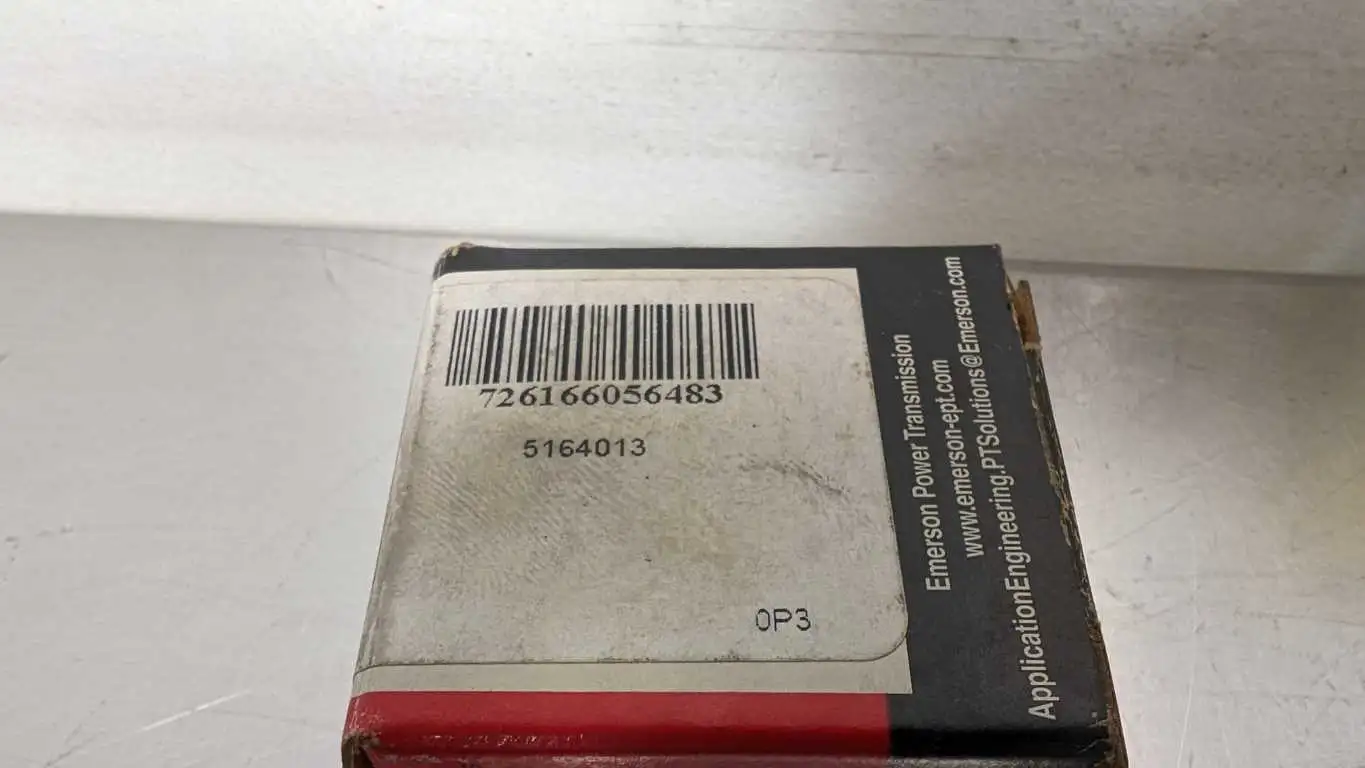 726166056483
5164013
0P3
Emerson Power Transmission
www.emerson-ept.com
ApplicationEngineering.PTSolutions@Emerson.com